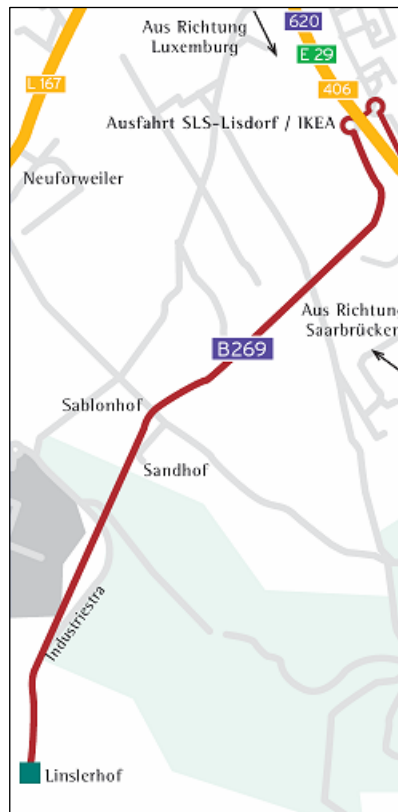 Aus Richtung
Luxemburg
620
E 29
406
L 167
Ausfahrt SLS-Lisdorf / IKEA
Neuforweiler
Aus Richtung
Saarbrücken
B269
Sablonhof
Sandhof
Industriestra
Linslerhof